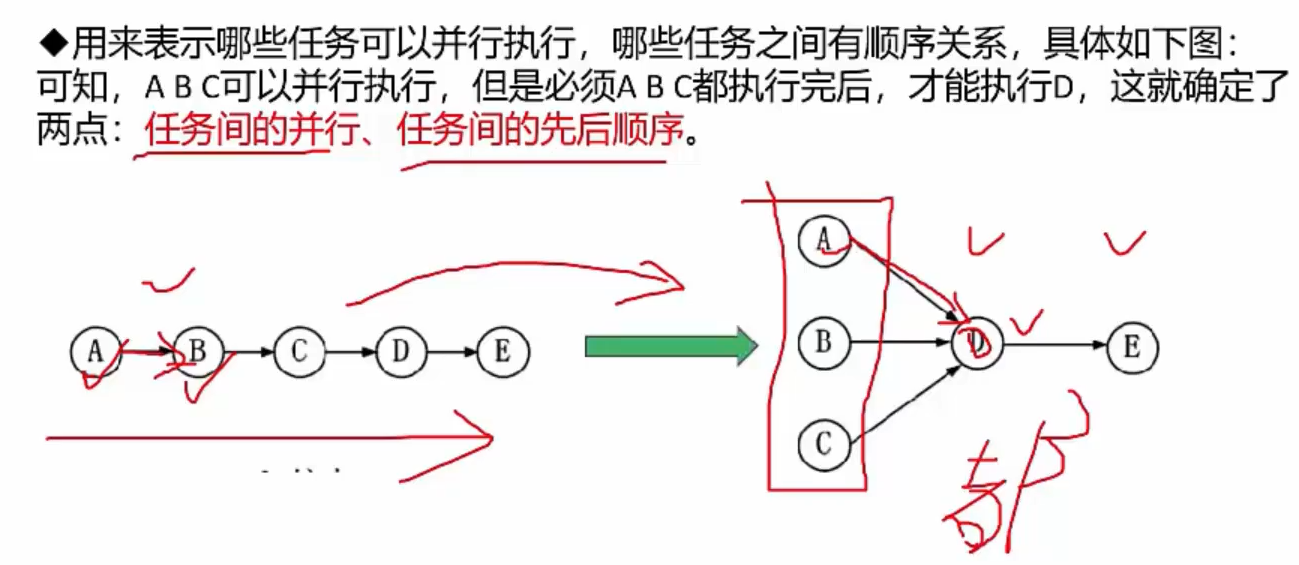 ◆用来表示哪些任务可以并行执行，哪些任务之间有顺序关系，具体如下图：
可知，A B C可以并行执行，但是必须A B C都执行完后，才能执行D，这就确定了
两点：任务间的并行、任务间的先后顺序。
A B C D E
A
B D E
C
都